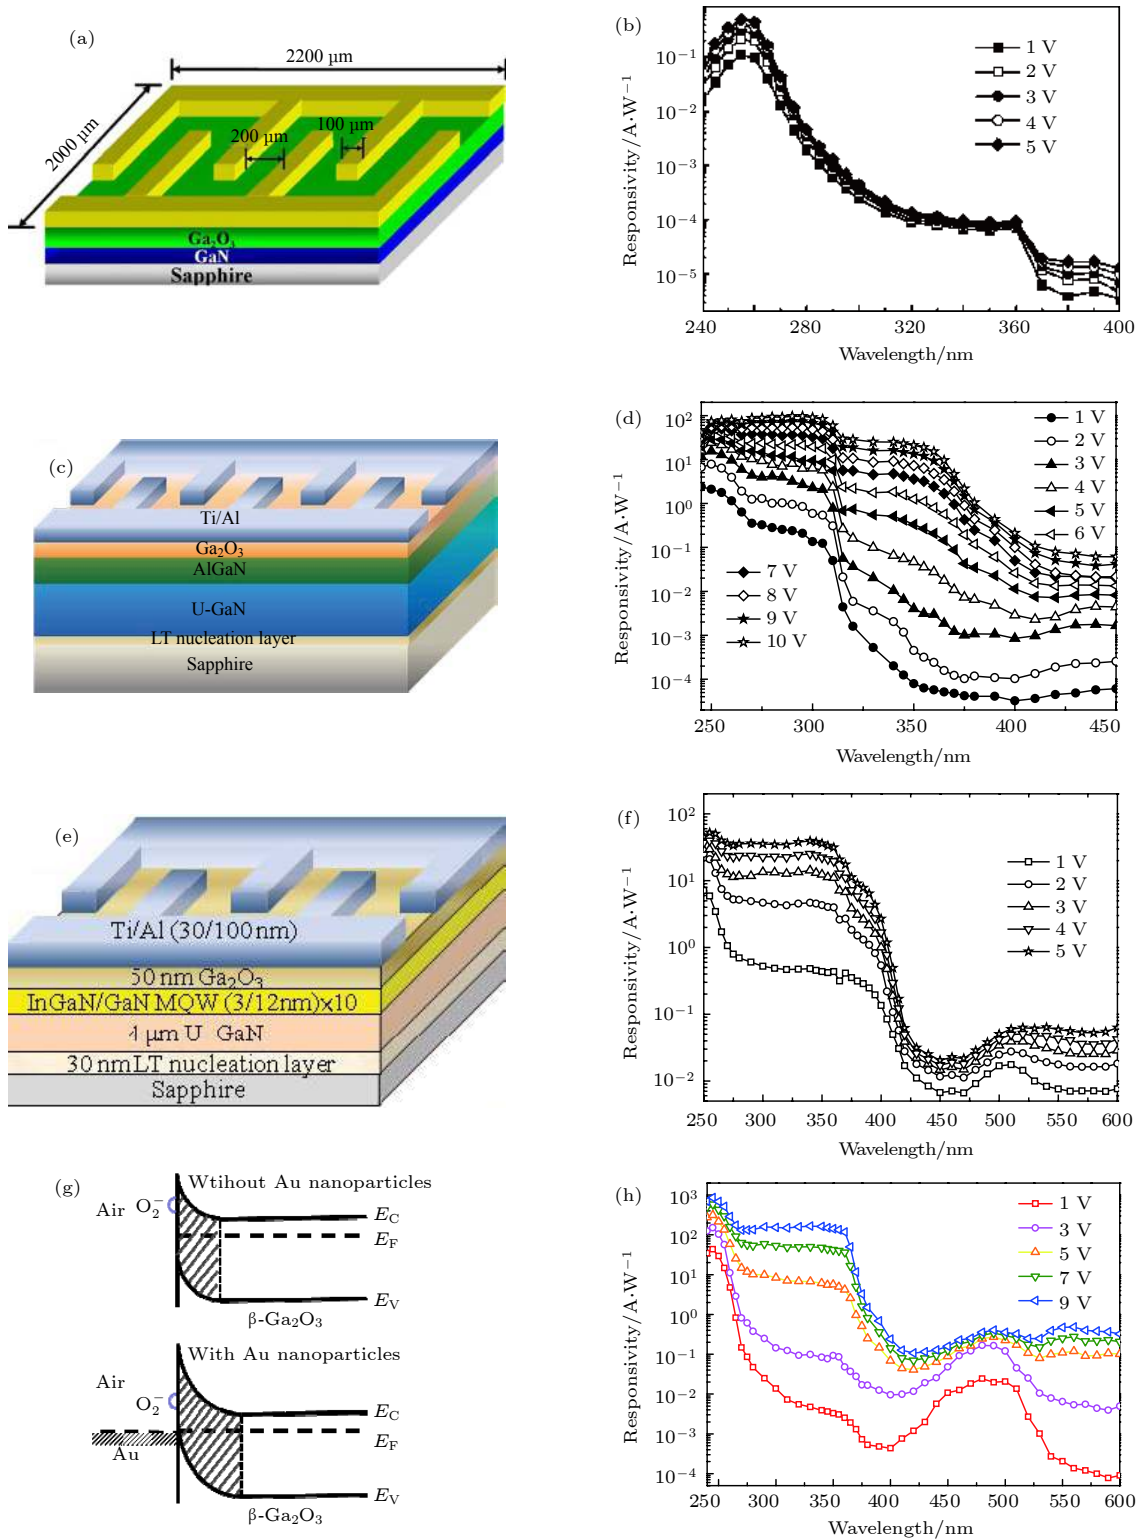 (a)
2200 µm
2000 µm
200 µm
100 µm
Ga₂O₃
GaN
Sapphire
(b)
Responsivity/A·W⁻¹
10⁻¹
10⁻²
10⁻³
10⁻⁴
10⁻⁵
1 V
2 V
3 V
4 V
5 V
240 280 320 360 400
Wavelength/nm
(c)
Ti/Al
Ga₂O₃
AlGaN
U-GaN
LT nucleation layer
Sapphire
(d)
Responsivity/A·W⁻¹
10²
10¹
10⁰
10⁻¹
10⁻²
10⁻³
10⁻⁴
1 V
2 V
3 V
4 V
5 V
6 V
7 V
8 V
9 V
10 V
250 300 350 400 450
Wavelength/nm
(e)
Ti/Al (30/100nm)
50 nm Ga₂O₃
InGaN/GaN MQW (3/12nm)x10
4 µm U GaN
30 nm LT nucleation layer
Sapphire
(f)
Responsivity/A·W⁻¹
10²
10¹
10⁰
10⁻¹
10⁻²
1 V
2 V
3 V
4 V
5 V
250 300 350 400 450 500 550 600
Wavelength/nm
(g)
Wtihout Au nanoparticles
Air O₂⁻
E_C
E_F
E_V
β-Ga₂O₃
With Au nanoparticles
Air
O₂⁻
E_C
E_F
Au
E_V
β-Ga₂O₃
(h)
Responsivity/A·W⁻¹
10³
10²
10¹
10⁰
10⁻¹
10⁻²
10⁻³
10⁻⁴
1 V
3 V
5 V
7 V
9 V
250 300 350 400 450 500 550 600
Wavelength/nm